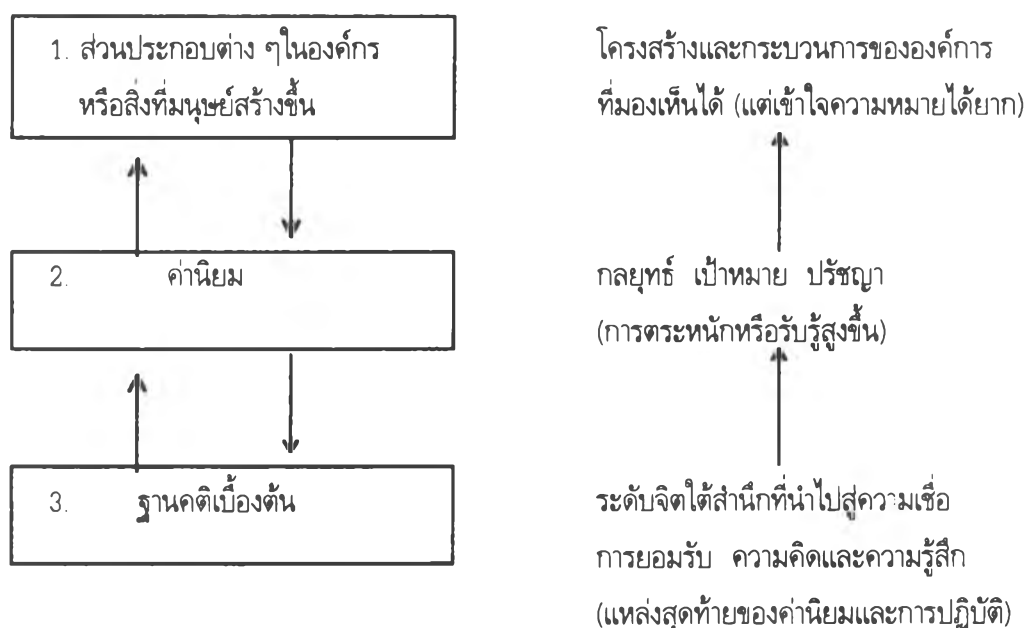 1. ส่วนประกอบต่าง ๆในองค์กร
หรือสิ่งที่มนุษย์สร้างขึ้น
โครงสร้างและกระบวนการขององค์การ
ที่มองเห็นได้ (แต่เข้าใจความหมายได้ยาก)
2. ค่านิยม
กลยุทธ์ เป้าหมาย ปรัชญา
(การตระหนักหรือรับรู้สูงขึ้น)
3. ฐานคติเบื้องต้น
ระดับจิตใต้สำนึกที่นำไปสู่ความเชื่อ
การยอมรับ ความคิดและความรู้สึก
(แหล่งสุดท้ายของค่านิยมและการปฏิบัติ)